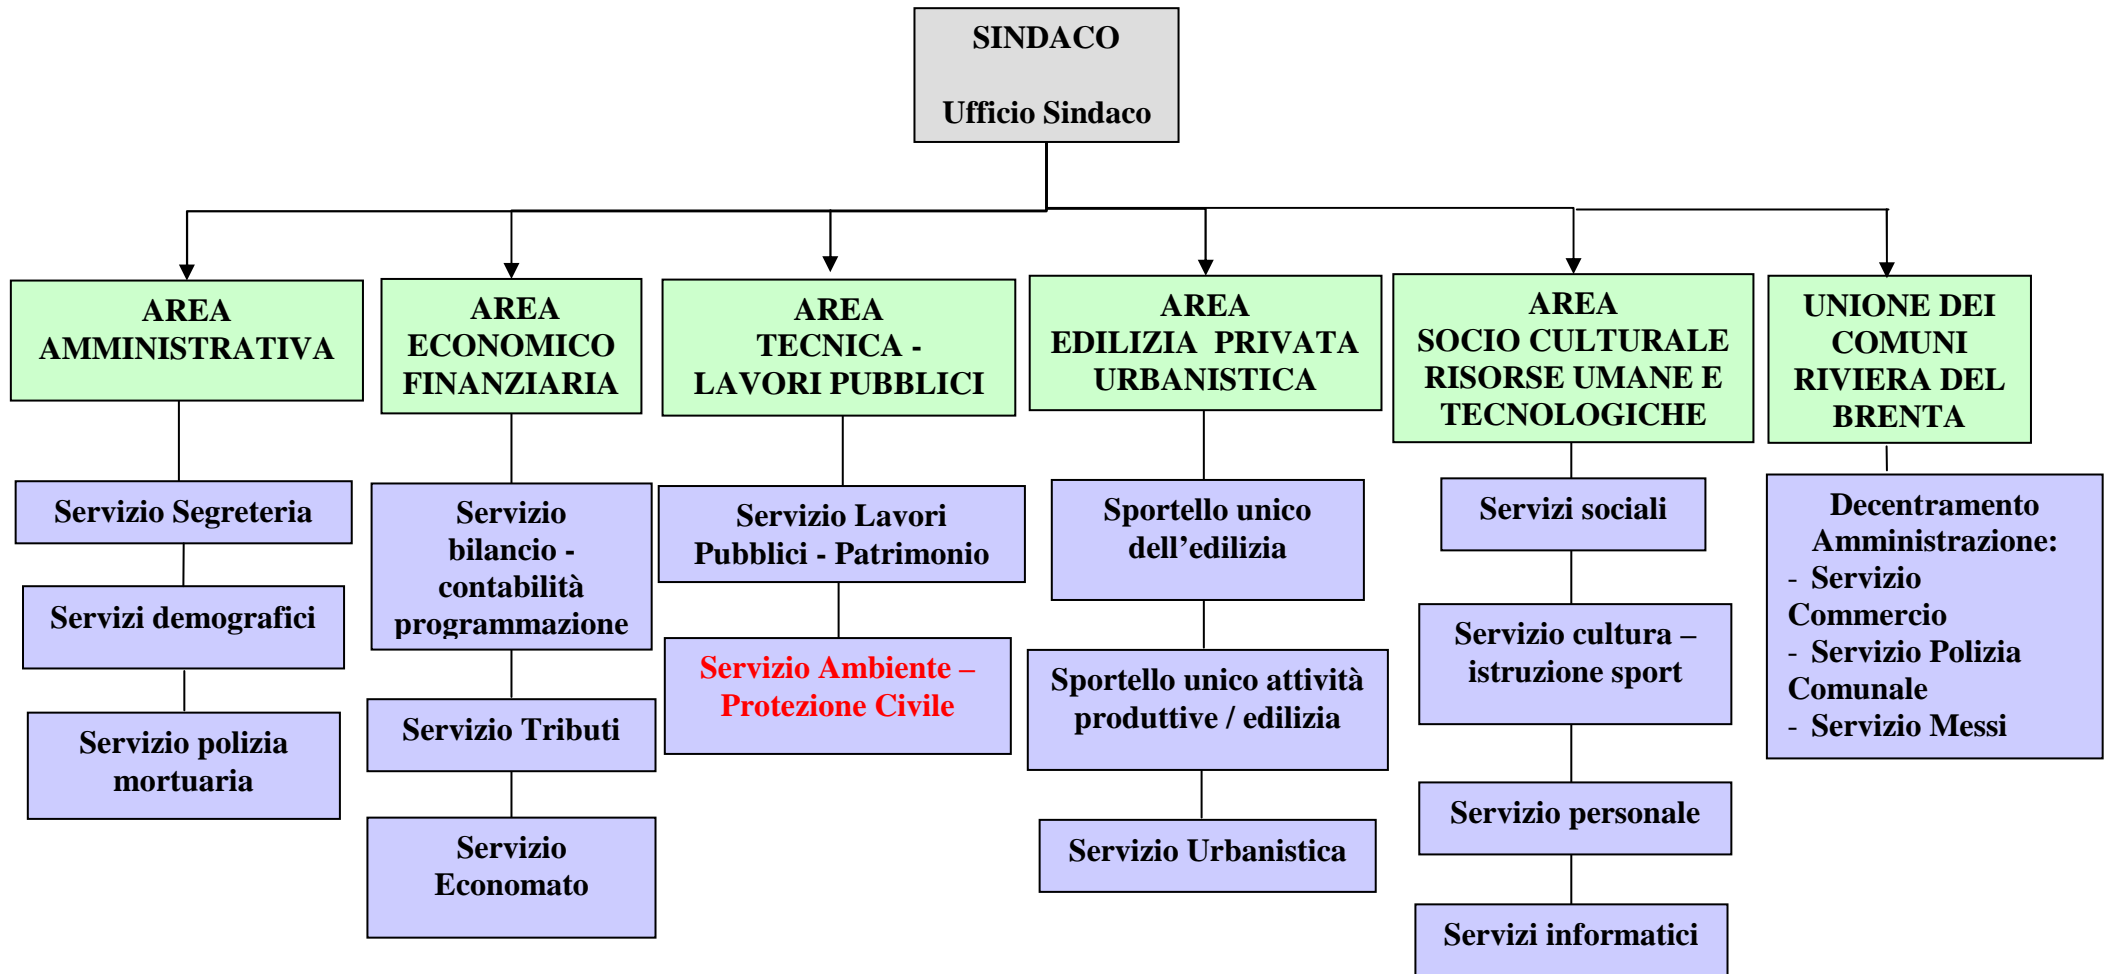 SINDACO
Ufficio Sindaco
AREA
AMMINISTRATIVA
AREA
ECONOMICO
FINANZIARIA
AREA
TECNICA -
LAVORI PUBBLICI
AREA
EDILIZIA PRIVATA
URBANISTICA
AREA
SOCIO CULTURALE
RISORSE UMANE E
TECNOLOGICHE
UNIONE DEI
COMUNI
RIVIERA DEL
BRENTA
Servizio Segreteria
Servizi demografici
Servizio polizia
mortuaria
Servizio
bilancio -
contabilità
programmazione
Servizio Tributi
Servizio
Economato
Servizio Lavori
Pubblici - Patrimonio
Servizio Ambiente –
Protezione Civile
Sportello unico
dell’edilizia
Sportello unico attività
produttive / edilizia
Servizio Urbanistica
Servizi sociali
Servizio cultura –
istruzione sport
Servizio personale
Servizi informatici
Decentramento
Amministrazione:
- Servizio
Commercio
- Servizio Polizia
Comunale
- Servizio Messi